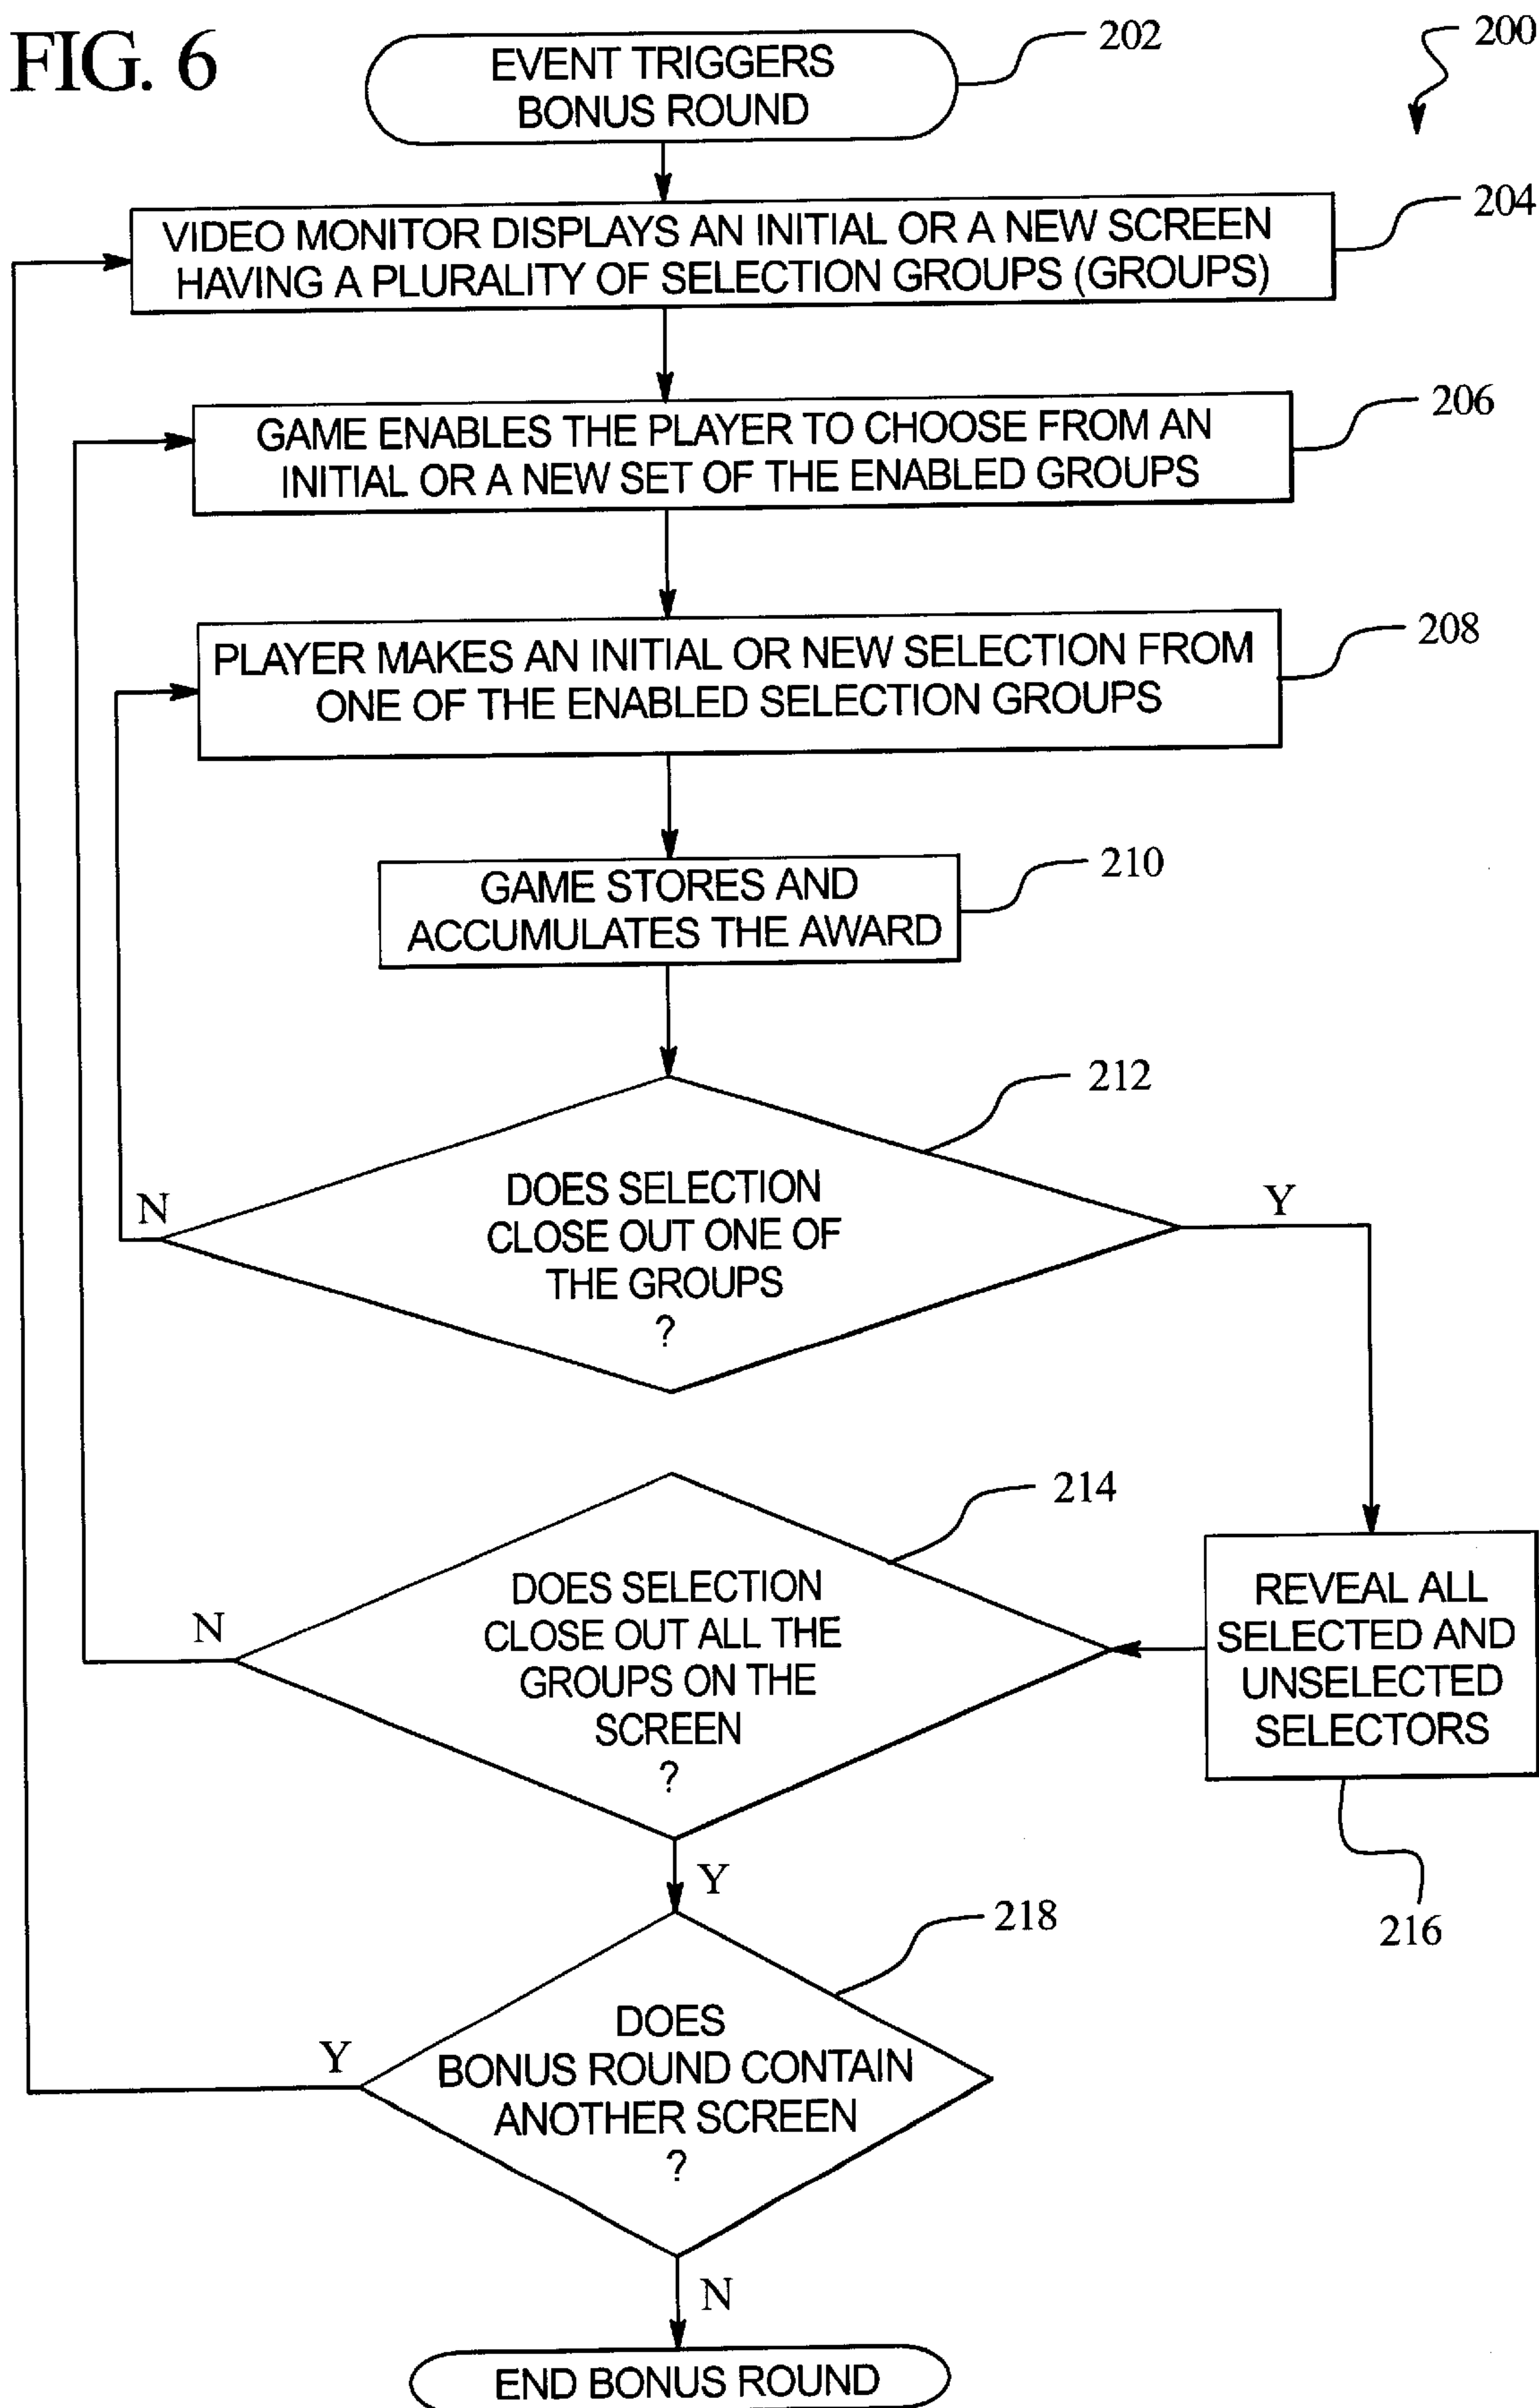 FIG. 6
EVENT TRIGGERS
BONUS ROUND
202
200
VIDEO MONITOR DISPLAYS AN INITIAL OR A NEW SCREEN
HAVING A PLURALITY OF SELECTION GROUPS (GROUPS)
204
GAME ENABLES THE PLAYER TO CHOOSE FROM AN
INITIAL OR A NEW SET OF THE ENABLED GROUPS
206
PLAYER MAKES AN INITIAL OR NEW SELECTION FROM
ONE OF THE ENABLED SELECTION GROUPS
208
GAME STORES AND
ACCUMULATES THE AWARD
210
212
DOES SELECTION
CLOSE OUT ONE OF
THE GROUPS
?
N
Y
214
DOES SELECTION
CLOSE OUT ALL THE
GROUPS ON THE
SCREEN
?
N
Y
REVEAL ALL
SELECTED AND
UNSELECTED
SELECTORS
216
218
DOES
BONUS ROUND CONTAIN
ANOTHER SCREEN
?
Y
N
END BONUS ROUND